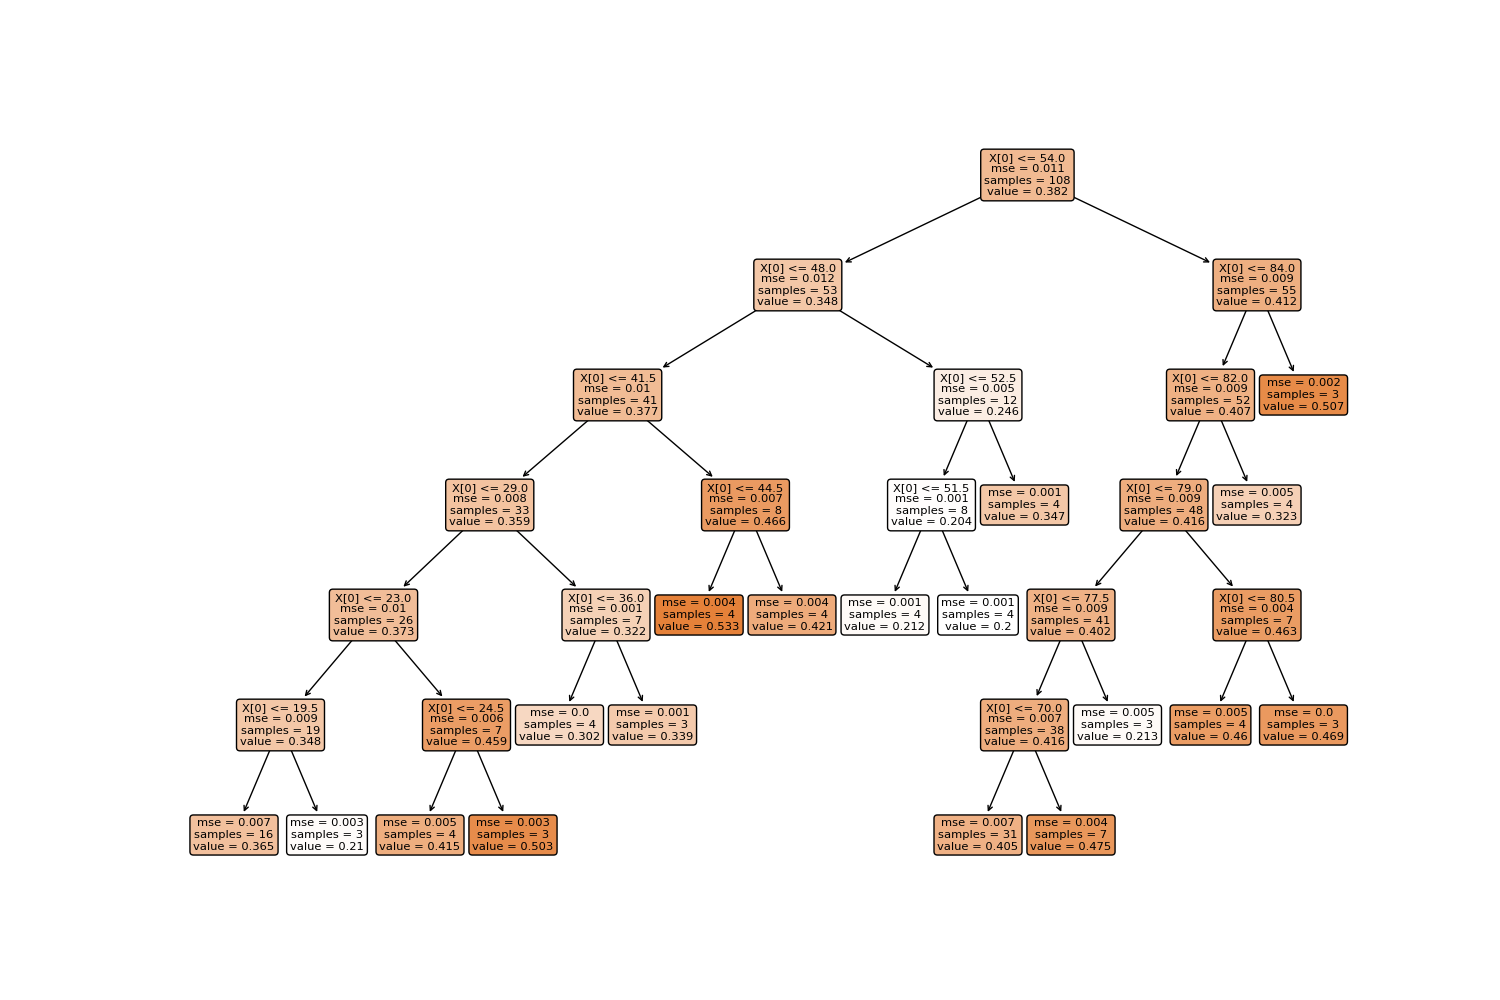 X[0] <= 54.0
mse = 0.011
samples = 108
value = 0.382
X[0] <= 48.0
mse = 0.012
samples = 53
value = 0.348
X[0] <= 84.0
mse = 0.009
samples = 55
value = 0.412
X[0] <= 41.5
mse = 0.01
samples = 41
value = 0.377
X[0] <= 52.5
mse = 0.005
samples = 12
value = 0.246
X[0] <= 82.0
mse = 0.009
samples = 52
value = 0.407
mse = 0.002
samples = 3
value = 0.507
X[0] <= 29.0
mse = 0.008
samples = 33
value = 0.359
X[0] <= 44.5
mse = 0.007
samples = 8
value = 0.466
X[0] <= 51.5
mse = 0.001
samples = 8
value = 0.204
mse = 0.001
samples = 4
value = 0.347
X[0] <= 79.0
mse = 0.009
samples = 48
value = 0.416
mse = 0.005
samples = 4
value = 0.323
X[0] <= 23.0
mse = 0.01
samples = 26
value = 0.373
X[0] <= 36.0
mse = 0.001
samples = 7
value = 0.322
mse = 0.004
samples = 4
value = 0.533
mse = 0.004
samples = 4
value = 0.421
mse = 0.001
samples = 4
value = 0.212
mse = 0.001
samples = 4
value = 0.2
X[0] <= 77.5
mse = 0.009
samples = 41
value = 0.402
X[0] <= 80.5
mse = 0.004
samples = 7
value = 0.463
X[0] <= 19.5
mse = 0.009
samples = 19
value = 0.348
X[0] <= 24.5
mse = 0.006
samples = 7
value = 0.459
mse = 0.0
samples = 4
value = 0.302
mse = 0.001
samples = 3
value = 0.339
X[0] <= 70.0
mse = 0.007
samples = 38
value = 0.416
mse = 0.005
samples = 3
value = 0.213
mse = 0.005
samples = 4
value = 0.46
mse = 0.0
samples = 3
value = 0.469
mse = 0.007
samples = 16
value = 0.365
mse = 0.003
samples = 3
value = 0.21
mse = 0.005
samples = 4
value = 0.415
mse = 0.003
samples = 3
value = 0.503
mse = 0.007
samples = 31
value = 0.405
mse = 0.004
samples = 7
value = 0.475